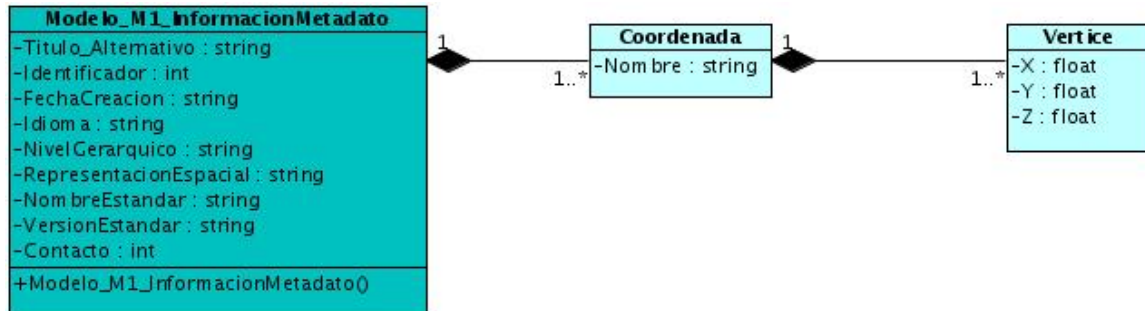 Modelo_M1_InformacionMetadato
-Titulo_Alternativo : string
-Identificador : int
-FechaCreacion : string
-Idioma : string
-NivelGerarquico : string
-RepresentacionEspacial : string
-NombreEstandar : string
-VersionEstandar : string
-Contacto : int
+Modelo_M1_InformacionMetadato()
1
1..*
Coordenada
-Nombre : string
1
1..*
Vertice
-X : float
-Y : float
-Z : float